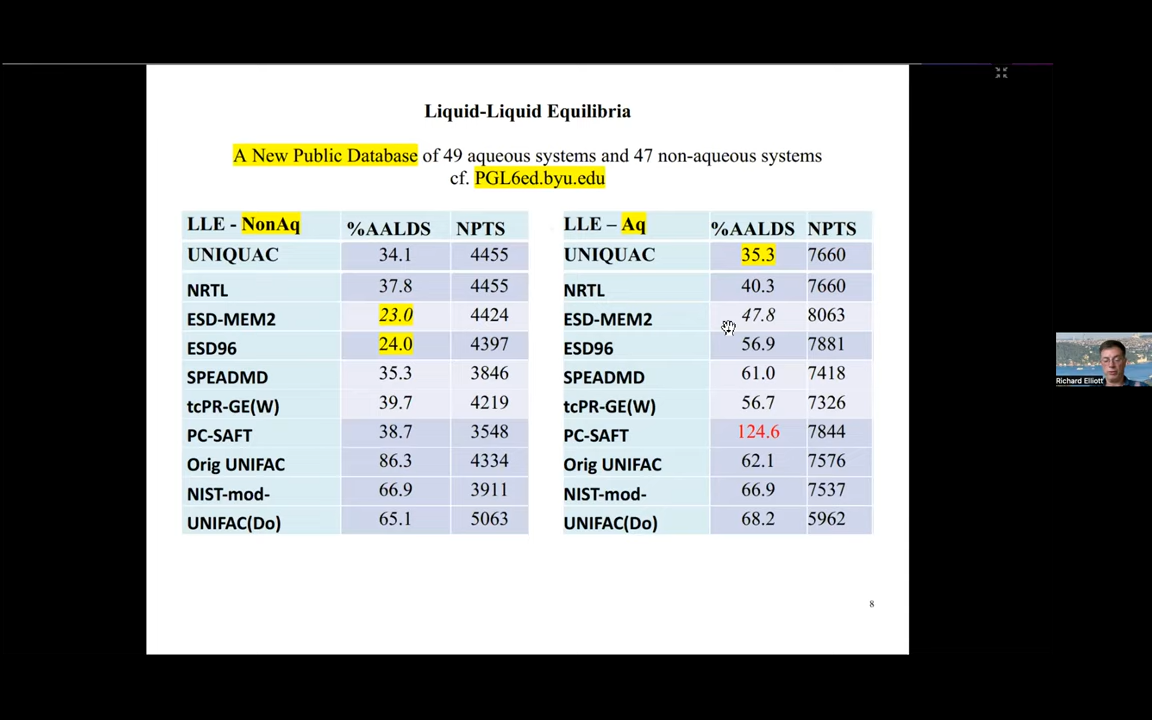 Liquid-Liquid Equilibria
A New Public Database of 49 aqueous systems and 47 non-aqueous systems
cf. PGL6ed.byu.edu
LLE - NonAq %AALDS NPTS
UNIQUAC 34.1 4455
NRTL 37.8 4455
ESD-MEM2 23.0 4424
ESD96 24.0 4397
SPEADMD 35.3 3846
tcPR-GE(W) 39.7 4219
PC-SAFT 38.7 3548
Orig UNIFAC 86.3 4334
NIST-mod- 66.9 3911
UNIFAC(Do) 65.1 5063
LLE – Aq %AALDS NPTS
UNIQUAC 35.3 7660
NRTL 40.3 7660
ESD-MEM2 47.8 8063
ESD96 56.9 7881
SPEADMD 61.0 7418
tcPR-GE(W) 56.7 7326
PC-SAFT 124.6 7844
Orig UNIFAC 62.1 7576
NIST-mod- 66.9 7537
UNIFAC(Do) 68.2 5962
8
Richard Elliott